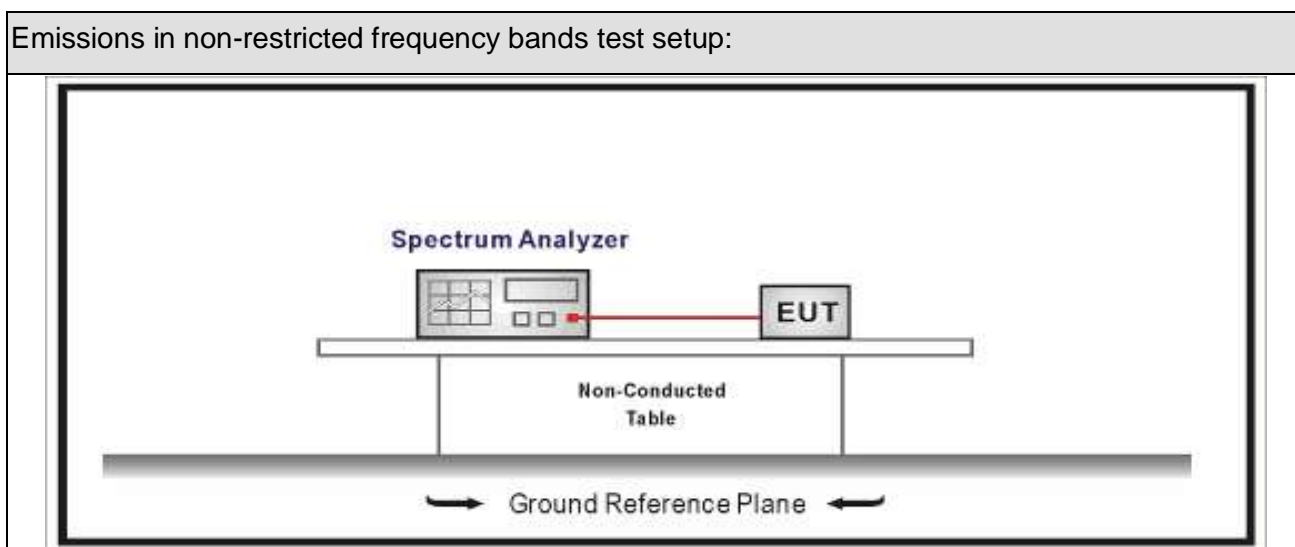 Emissions in non-restricted frequency bands test setup:
Spectrum Analyzer
EUT
Non-Conducted
Table
Ground Reference Plane